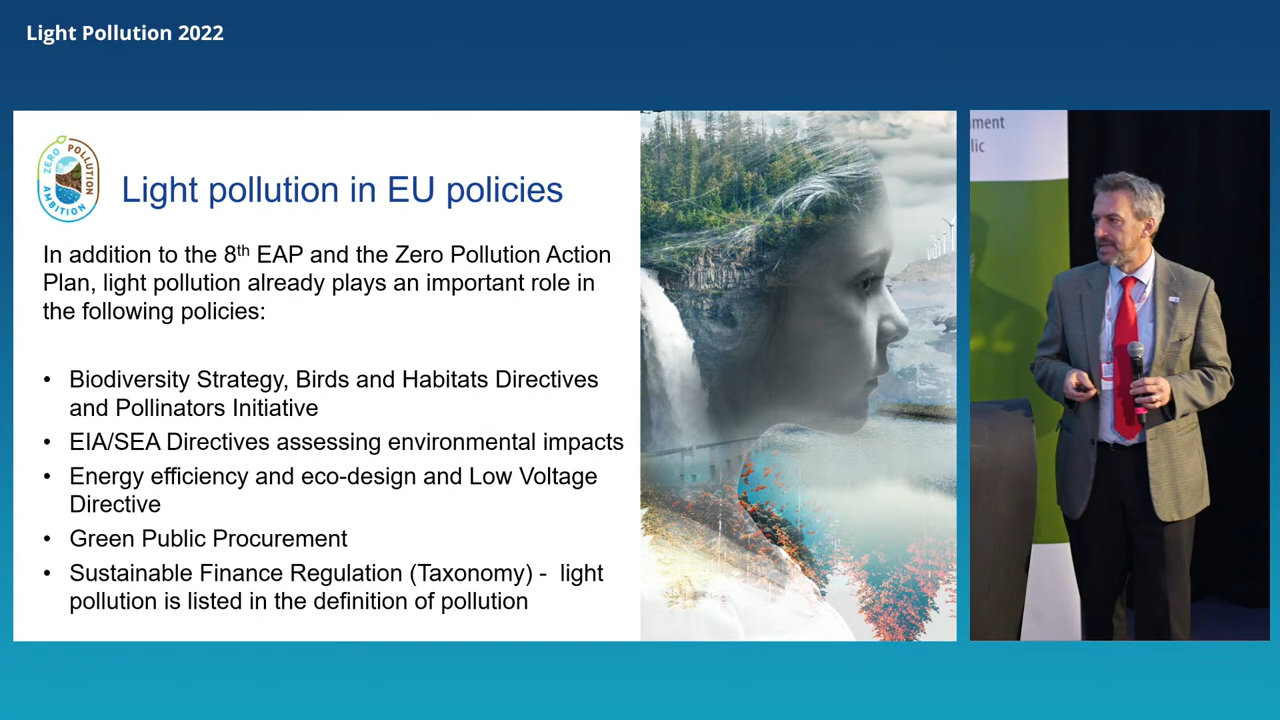 Light Pollution 2022
ZERO POLLUTION AMBITION
Light pollution in EU policies
In addition to the 8th EAP and the Zero Pollution Action
Plan, light pollution already plays an important role in
the following policies:
• Biodiversity Strategy, Birds and Habitats Directives
and Pollinators Initiative
• EIA/SEA Directives assessing environmental impacts
• Energy efficiency and eco-design and Low Voltage
Directive
• Green Public Procurement
• Sustainable Finance Regulation (Taxonomy) - light
pollution is listed in the definition of pollution